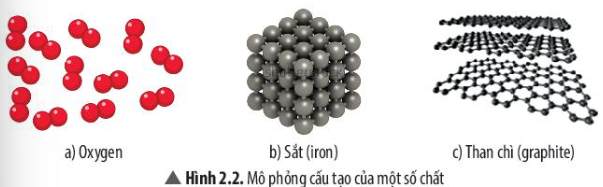 a) Oxygen
b) Sắt (iron)
c) Than chì (graphite)
▲ Hình 2.2. Mô phỏng cấu tạo của một số chất